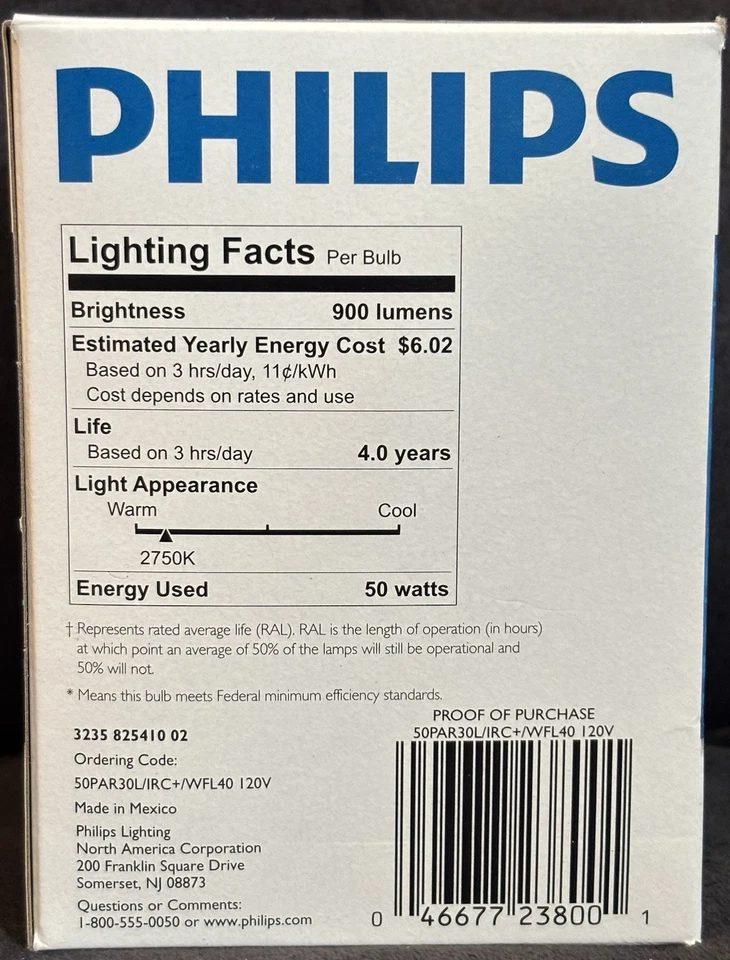 PHILIPS
Lighting Facts Per Bulb
Brightness 900 lumens
Estimated Yearly Energy Cost $6.02
Based on 3 hrs/day, 11¢/kWh
Cost depends on rates and use
Life
Based on 3 hrs/day 4.0 years
Light Appearance
Warm Cool
2750K
Energy Used 50 watts
† Represents rated average life (RAL). RAL is the length of operation (in hours)
at which point an average of 50% of the lamps will still be operational and
50% will not.
* Means this bulb meets Federal minimum efficiency standards.
3235 825410 02
Ordering Code:
50PAR30L/IRC+/WFL40 120V
Made in Mexico
Philips Lighting
North America Corporation
200 Franklin Square Drive
Somerset, NJ 08873
Questions or Comments:
1-800-555-0050 or www.philips.com
PROOF OF PURCHASE
50PAR30L/IRC+/WFL40 120V
0 46677 23800 1